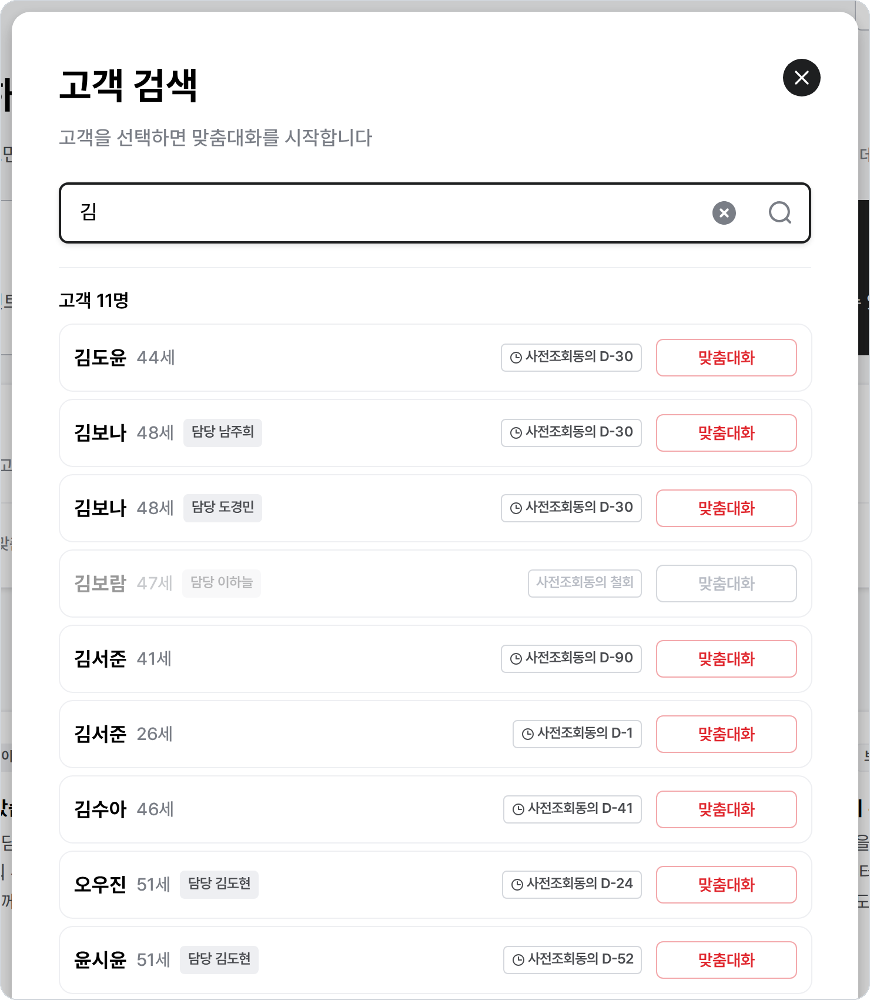 고객 검색
고객을 선택하면 맞춤대화를 시작합니다
김
고객 11명
김도윤 44세 사전조회동의 D-30 맞춤대화
김보나 48세 담당 남주희 사전조회동의 D-30 맞춤대화
김보나 48세 담당 도경민 사전조회동의 D-30 맞춤대화
김보람 47세 담당 이하늘 사전조회동의 철회 맞춤대화
김서준 41세 사전조회동의 D-90 맞춤대화
김서준 26세 사전조회동의 D-1 맞춤대화
김수아 46세 사전조회동의 D-41 맞춤대화
오우진 51세 담당 김도현 사전조회동의 D-24 맞춤대화
윤시윤 51세 담당 김도현 사전조회동의 D-52 맞춤대화